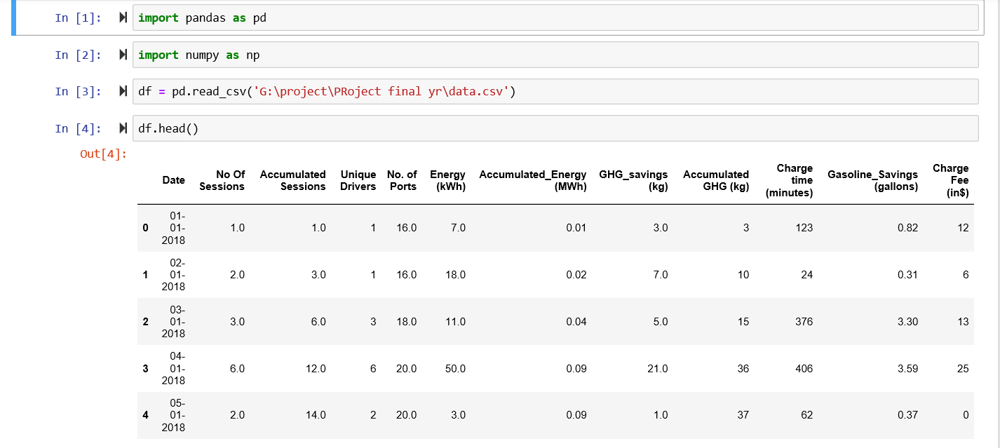 In [1]: import pandas as pd
In [2]: import numpy as np
In [3]: df = pd.read_csv('G:\project\PRoject final yr\data.csv')
In [4]: df.head()
Out[4]:
Date No Of Sessions Accumulated Sessions Unique Drivers No. of Ports Energy (kWh) Accumulated_Energy (MWh) GHG_savings (kg) Accumulated GHG (kg) Charge time (minutes) Gasoline_Savings (gallons) Charge Fee (in$)
0 01-01-2018 1.0 1.0 1 16.0 7.0 0.01 3.0 3 123 0.82 12
1 02-01-2018 2.0 3.0 1 16.0 18.0 0.02 7.0 10 24 0.31 6
2 03-01-2018 3.0 6.0 3 18.0 11.0 0.04 5.0 15 376 3.30 13
3 04-01-2018 6.0 12.0 6 20.0 50.0 0.09 21.0 36 406 3.59 25
4 05-01-2018 2.0 14.0 2 20.0 3.0 0.09 1.0 37 62 0.37 0